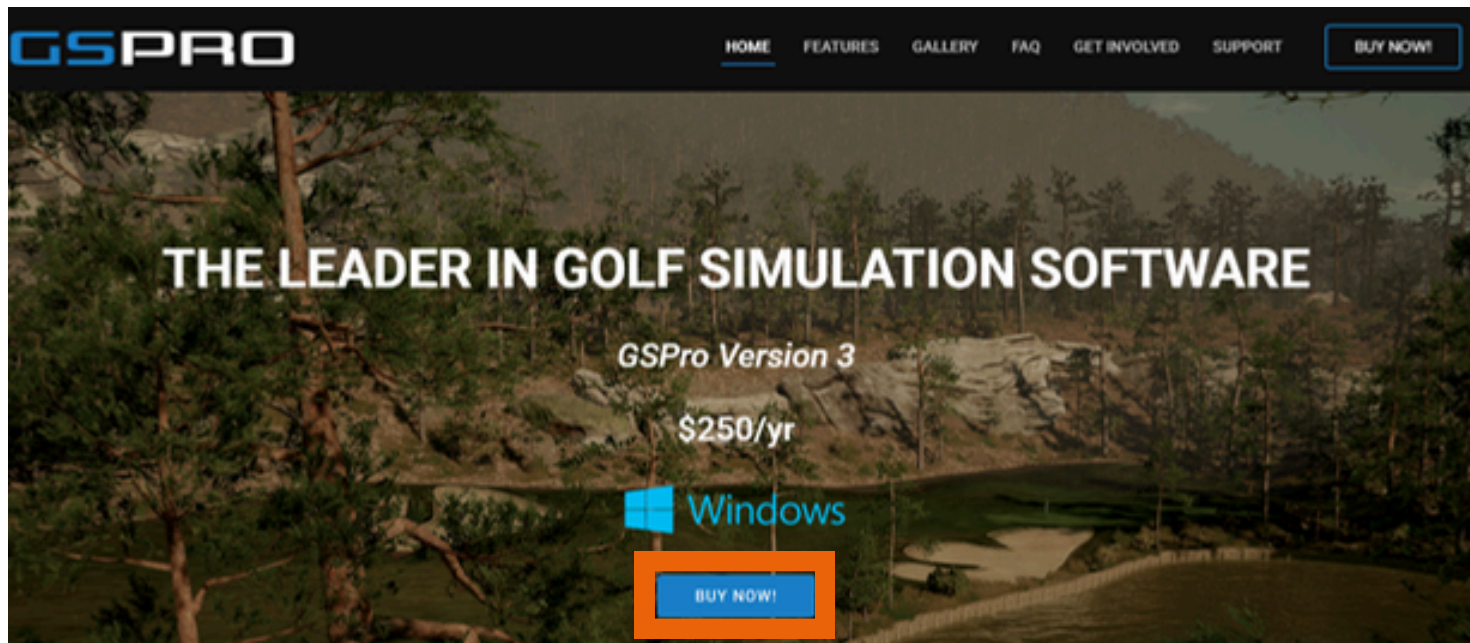 GSPRO
HOME FEATURES GALLERY FAQ GET INVOLVED SUPPORT BUY NOW!
THE LEADER IN GOLF SIMULATION SOFTWARE
GSPro Version 3
$250/yr
Windows
BUY NOW!